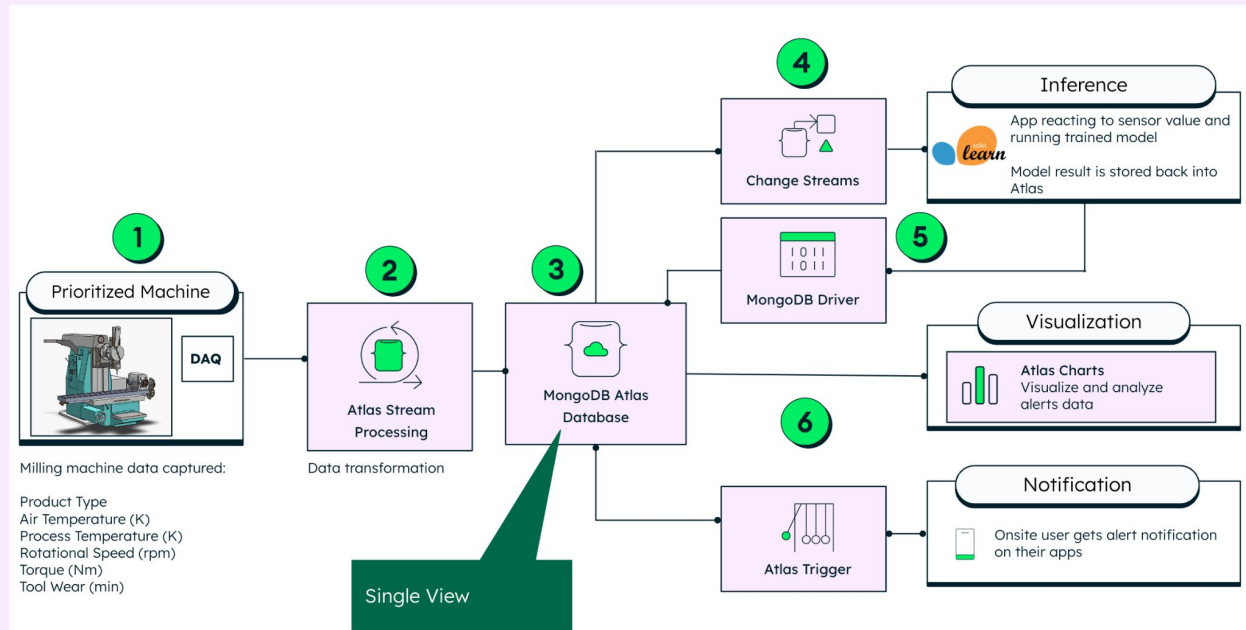 1
Prioritized Machine
DAQ
Milling machine data captured:
Product Type
Air Temperature (K)
Process Temperature (K)
Rotational Speed (rpm)
Torque (Nm)
Tool Wear (min)
2
Atlas Stream
Processing
Data transformation
3
MongoDB Atlas
Database
Single View
4
Change Streams
Inference
scikit
learn
App reacting to sensor value and
running trained model
Model result is stored back into
Atlas
5
1011
1011
MongoDB Driver
Visualization
Atlas Charts
Visualize and analyze
alerts data
6
Atlas Trigger
Notification
Onsite user gets alert notification
on their apps